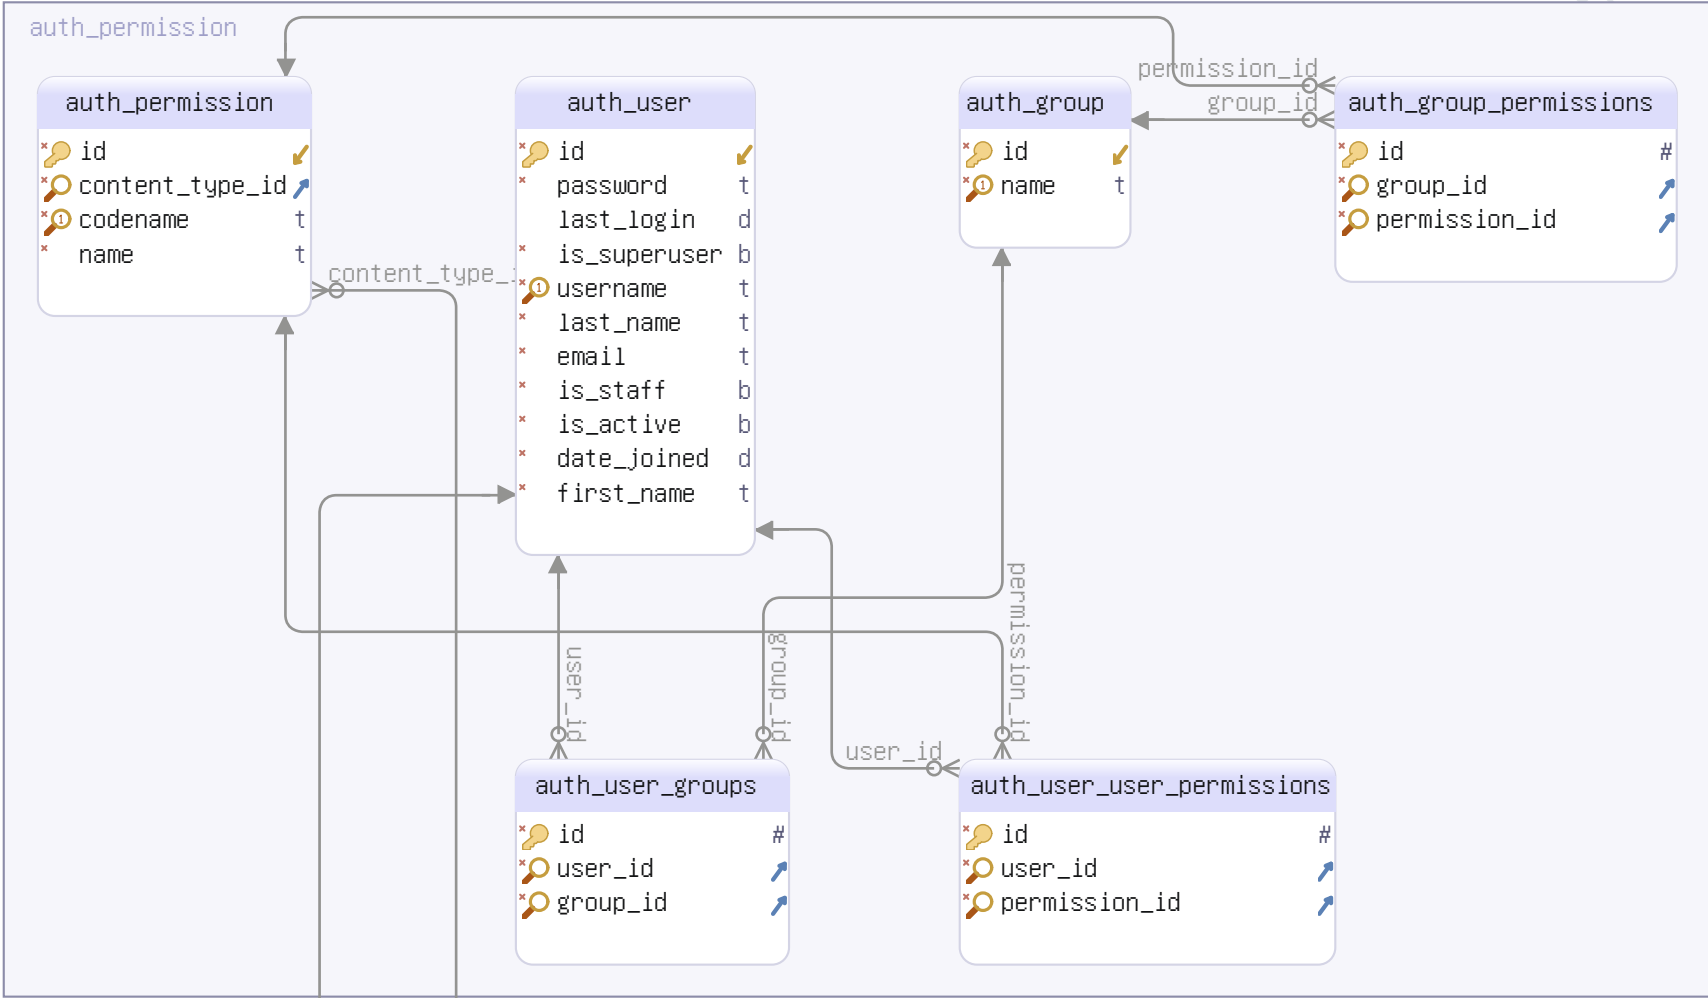 auth_permission
auth_permission
id
content_type_id
codename t
name t
content_type_i
auth_user
id
password t
last_login d
is_superuser b
username t
last_name t
email t
is_staff b
is_active b
date_joined d
first_name t
auth_group
id
name t
permission_id
group_id
auth_group_permissions
id #
group_id
permission_id
user_id
group_id
user_id
permission_id
auth_user_groups
id #
user_id
group_id
auth_user_user_permissions
id #
user_id
permission_id